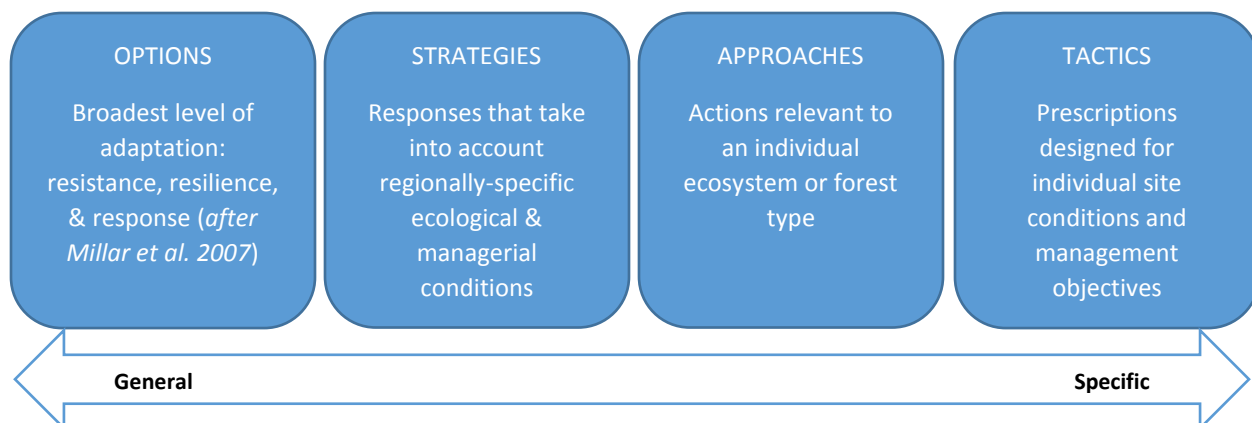 OPTIONS
Broadest level of
adaptation:
resistance, resilience,
& response (after
Millar et al. 2007)
STRATEGIES
Responses that take
into account
regionally-specific
ecological &
managerial
conditions
APPROACHES
Actions relevant to
an individual
ecosystem or forest
type
TACTICS
Prescriptions
designed for
individual site
conditions and
management
objectives
General
Specific